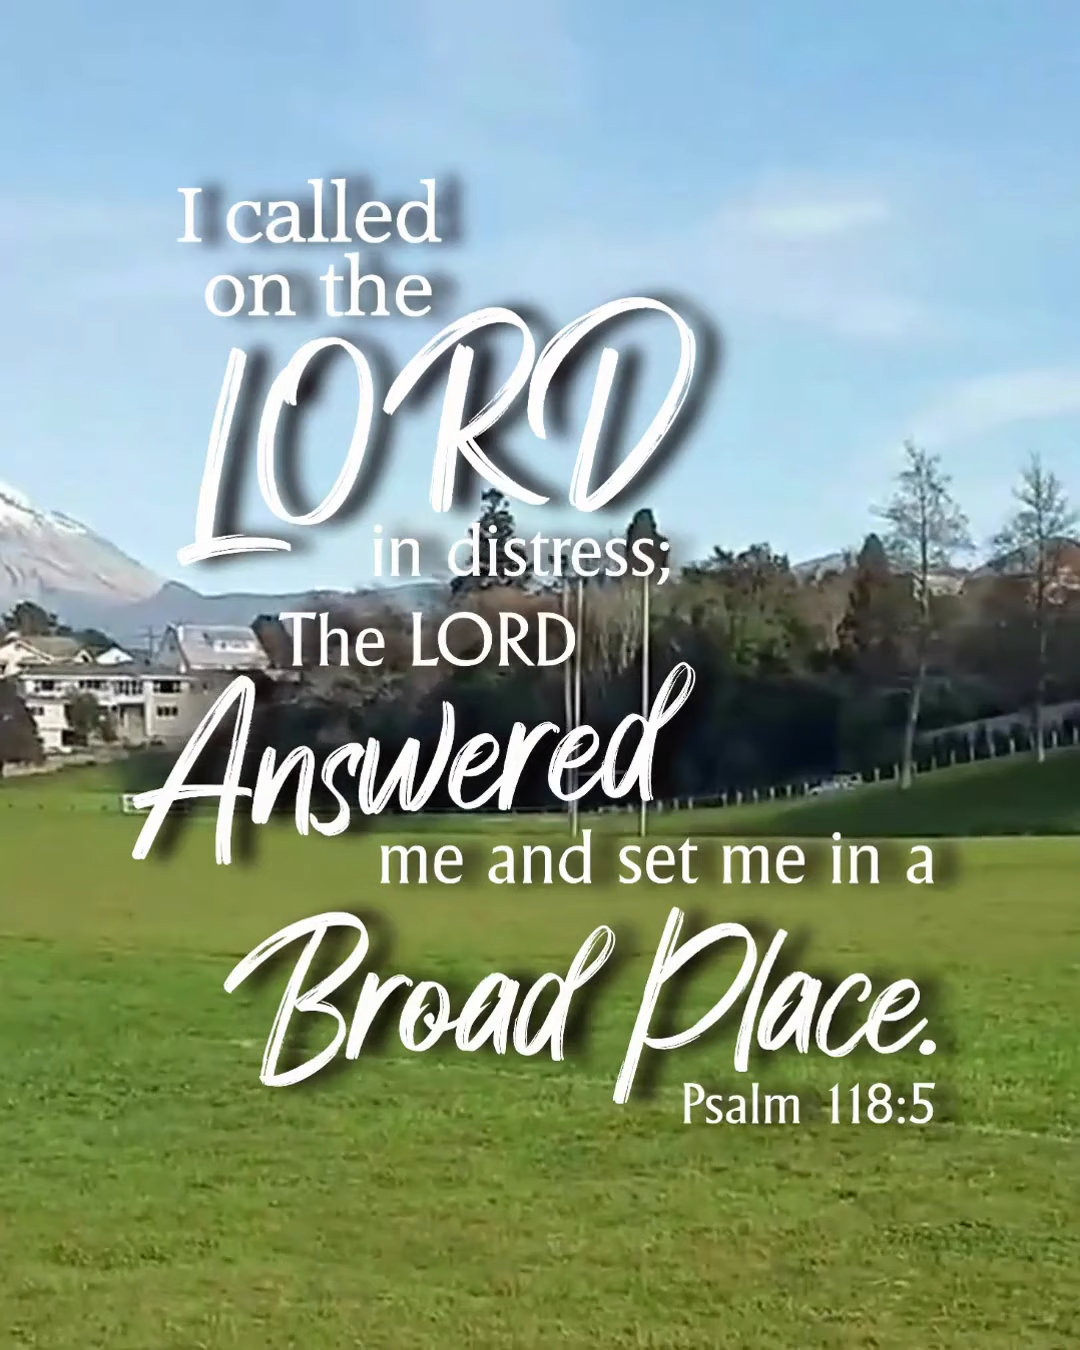 I called
on the
LORD
in distress;
The LORD
Answered
me and set me in a
Broad Place.
Psalm 118:5